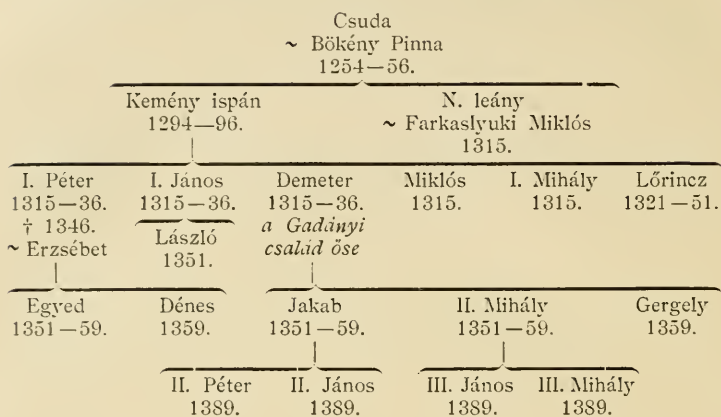 Csuda
~ Bökény Pinna
1254—56.
Kemény ispán N. leány
1294—96. ~ Farkaslyuki Miklós
1315.
I. Péter I. János Demeter Miklós I. Mihály Lőrincz
1315—36. 1315—36. 1315—36. 1315. 1315. 1321—51.
† 1346. László a Gadányi
~ Erzsébet 1351. család őse
Egyed Dénes Jakab II. Mihály Gergely
1351—59. 1359. 1351—59. 1351—59. 1359.
II. Péter II. János III. János III. Mihály
1389. 1389. 1389. 1389.